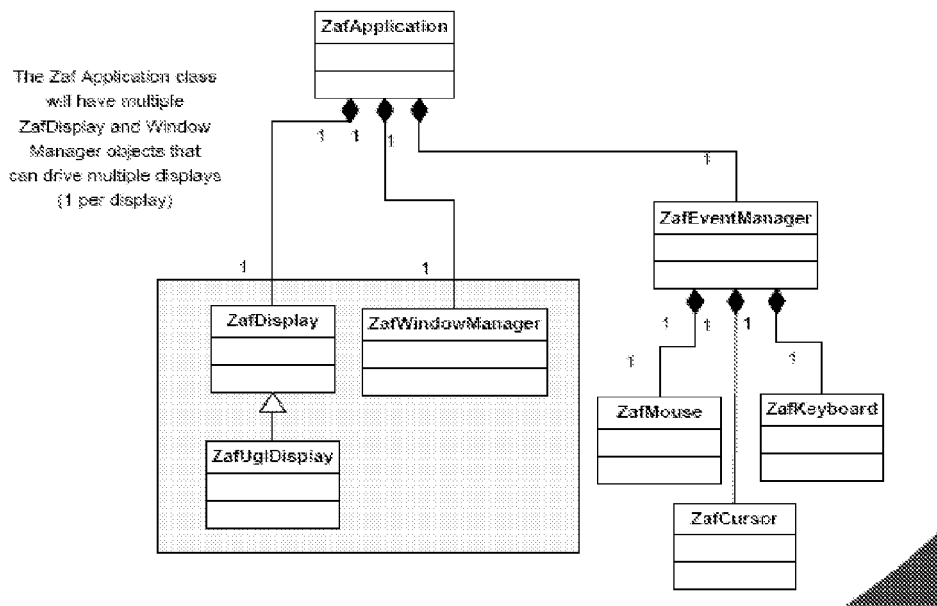 ZafApplication
The Zaf Application class
will have multiple
ZafDisplay and Window
Manager objects that
can drive multiple displays
(1 per display)
1 1 1
1
ZafEventManager
1 1
ZafDisplay
ZafWindowManager
1 1 1
1 1
ZafMouse
ZafKeyboard
ZafUglDisplay
ZafCursor